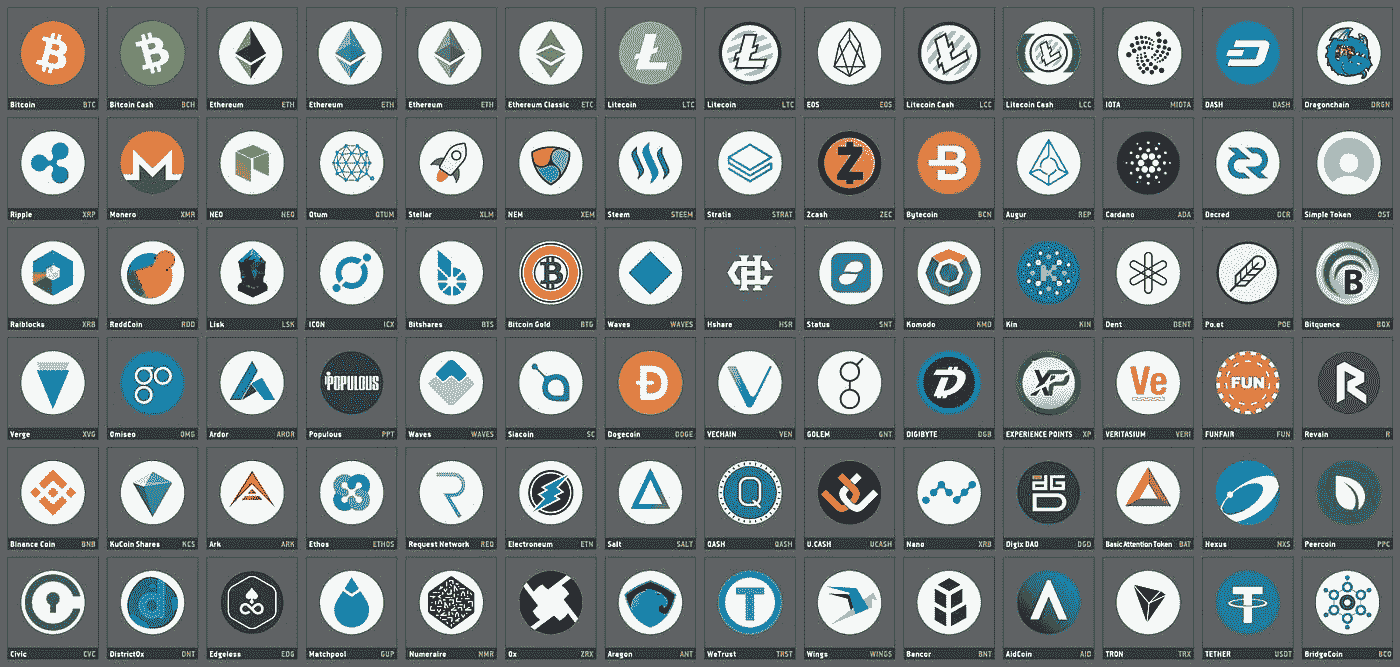 Bitcoin BTC Bitcoin Cash BCH Ethereum ETH Ethereum ETH Ethereum ETH Ethereum Classic ETC Litecoin LTC Litecoin LTC EOS EOS Litecoin Cash LCC Litecoin Cash LCC IOTA MIOTA DASH DASH Dragonchain DRGN
Ripple XRP Monero XMR NEO NEO Qtum QTUM Stellar XLM NEM XEM Steem STEEM Stratis STRAT Zcash ZEC Bytecoin BCN Augur REP Cardano ADA Decred DCR Simple Token OST
K
B
Raiblocks XRB ReddCoin RDD Lisk LSK ICON ICX Bitshares BTS Bitcoin Gold BTG Waves WAVES Hshare HSR Status SNT Komodo KMD Kin KIN Dent DENT Po.et POE Bitquence BQX
go POPULOUS XP Ve FUN R
Verge XVG Omiseo OMG Ardor ARDR Populous PPT Waves WAVES Siacoin SC Dogecoin DOGE VECHAIN VEN GOLEM GNT DIGIBYTE DGB EXPERIENCE POINTS XP VERITASIUM VERI FUNFAIR FUN Revain R
R Q DGD
Binance Coin BNB KuCoin Shares KCS Ark ARK Ethos ETHOS Request Network REQ Electroneum ETN Salt SALT QASH QASH U.CASH UCASH Nano XRB Digix DAO DGD Basic Attention Token BAT Nexus NXS Peercoin PPC
d T
Civic CVC District0x DNT Edgeless EDG Matchpool GUP Numeraire NMR 0x ZRX Aragon ANT WeTrust TRST Wings WINGS Bancor BNT AidCoin AID TRON TRX TETHER USDT BridgeCoin BCO